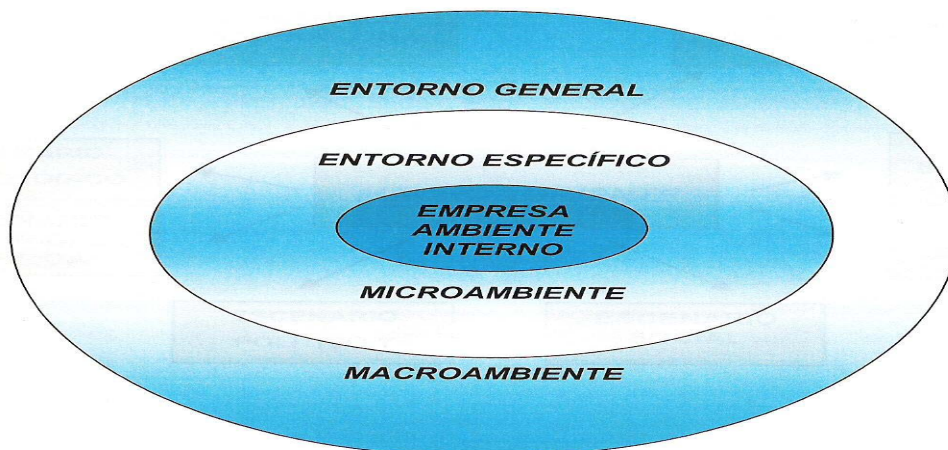 ENTORNO GENERAL
ENTORNO ESPECÍFICO
EMPRESA
AMBIENTE
INTERNO
MICROAMBIENTE
MACROAMBIENTE